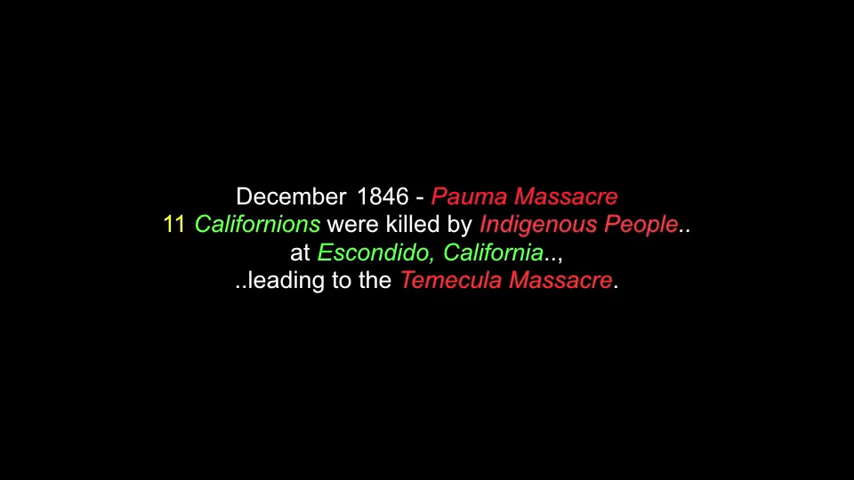 December 1846 - Pauma Massacre
11 Californions were killed by Indigenous People..
at Escondido, California..,
..leading to the Temecula Massacre.